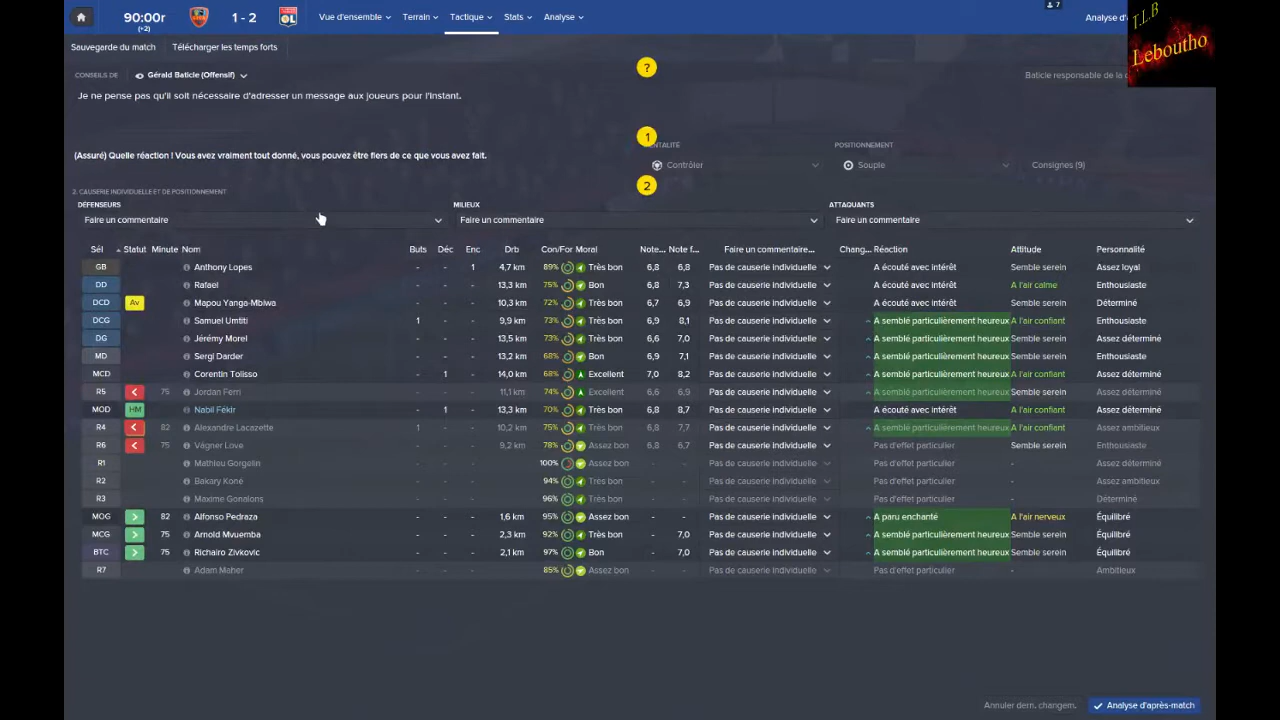 90:00r
(+2)
1 - 2
OL
Vue d'ensemble
Terrain
Tactique
Stats
Analyse
7
Analyse d'
T.L.B
Leboutho
Sauvegarde du match
Télécharger les temps forts
CONSEILS DE
Gérald Baticle (Offensif)
?
Baticle responsable de la
Je ne pense pas qu'il soit nécessaire d'adresser un message aux joueurs pour l'instant.
1
NTALITÉ
POSITIONNEMENT
(Assuré) Quelle réaction ! Vous avez vraiment tout donné, vous pouvez être fiers de ce que vous avez fait.
Contrôler
Souple
Consignes (9)
2
2. CAUSERIE INDIVIDUELLE ET DE POSITIONNEMENT
DÉFENSEURS MILIEUX ATTAQUANTS
Faire un commentaire Faire un commentaire Faire un commentaire
Sél Statut Minute Nom Buts Déc Enc Drb Con/For Moral Note... Note f... Faire un commentaire... Chang... Réaction Attitude Personnalité
GB Anthony Lopes - - 1 4,7 km 89% Très bon 6,8 6,8 Pas de causerie individuelle A écouté avec intérêt Semble serein Assez loyal
DD Rafael - - - 13,3 km 75% Bon 6,8 7,3 Pas de causerie individuelle A écouté avec intérêt A l'air calme Enthousiaste
DCD Av Mapou Yanga-Mbiwa - - - 10,3 km 72% Très bon 6,7 6,9 Pas de causerie individuelle A écouté avec intérêt Semble serein Déterminé
DCG Samuel Umtiti 1 - - 9,9 km 73% Très bon 6,9 8,1 Pas de causerie individuelle A semblé particulièrement heureux A l'air confiant Enthousiaste
DG Jérémy Morel - - - 13,5 km 73% Très bon 6,6 7,0 Pas de causerie individuelle A semblé particulièrement heureux Semble serein Assez déterminé
MD Sergi Darder - - - 13,2 km 68% Bon 6,9 7,1 Pas de causerie individuelle A semblé particulièrement heureux Semble serein Enthousiaste
MCD Corentin Tolisso - 1 - 14,0 km 68% Excellent 7,0 8,2 Pas de causerie individuelle A semblé particulièrement heureux A l'air confiant Assez déterminé
R5 75 Jordan Ferri - - - 11,1 km 74% Excellent 6,6 6,9 Pas de causerie individuelle A semblé particulièrement heureux Semble serein Assez déterminé
MOD HM Nabil Fékir - 1 - 13,3 km 70% Très bon 6,8 8,7 Pas de causerie individuelle A écouté avec intérêt A l'air confiant Assez déterminé
R4 82 Alexandre Lacazette 1 - - 10,2 km 75% Très bon 6,8 7,7 Pas de causerie individuelle A semblé particulièrement heureux A l'air confiant Assez ambitieux
R6 75 Vágner Love - - - 9,2 km 78% Assez bon 6,8 6,7 Pas de causerie individuelle Pas d'effet particulier Semble serein Enthousiaste
R1 Mathieu Gorgelin 100% Assez bon - - Pas de causerie individuelle Pas d'effet particulier - Assez déterminé
R2 Bakary Koné 94% Très bon - - Pas de causerie individuelle Pas d'effet particulier - Assez ambitieux
R3 Maxime Gonalons 96% Très bon - - Pas de causerie individuelle Pas d'effet particulier - Déterminé
MOG 82 Alfonso Pedraza - - - 1,6 km 95% Assez bon - - Pas de causerie individuelle A paru enchanté A l'air nerveux Équilibré
MCG 75 Arnold Mvuemba - - - 2,3 km 92% Très bon - 7,0 Pas de causerie individuelle A semblé particulièrement heureux Semble serein Équilibré
BTC 75 Richairo Zivkovic - - - 2,1 km 97% Bon - 7,0 Pas de causerie individuelle A semblé particulièrement heureux Semble serein Équilibré
R7 Adam Maher 85% Assez bon - - Pas de causerie individuelle Pas d'effet particulier - Ambitieux
Annuler dern. changem.
Analyse d'après-match